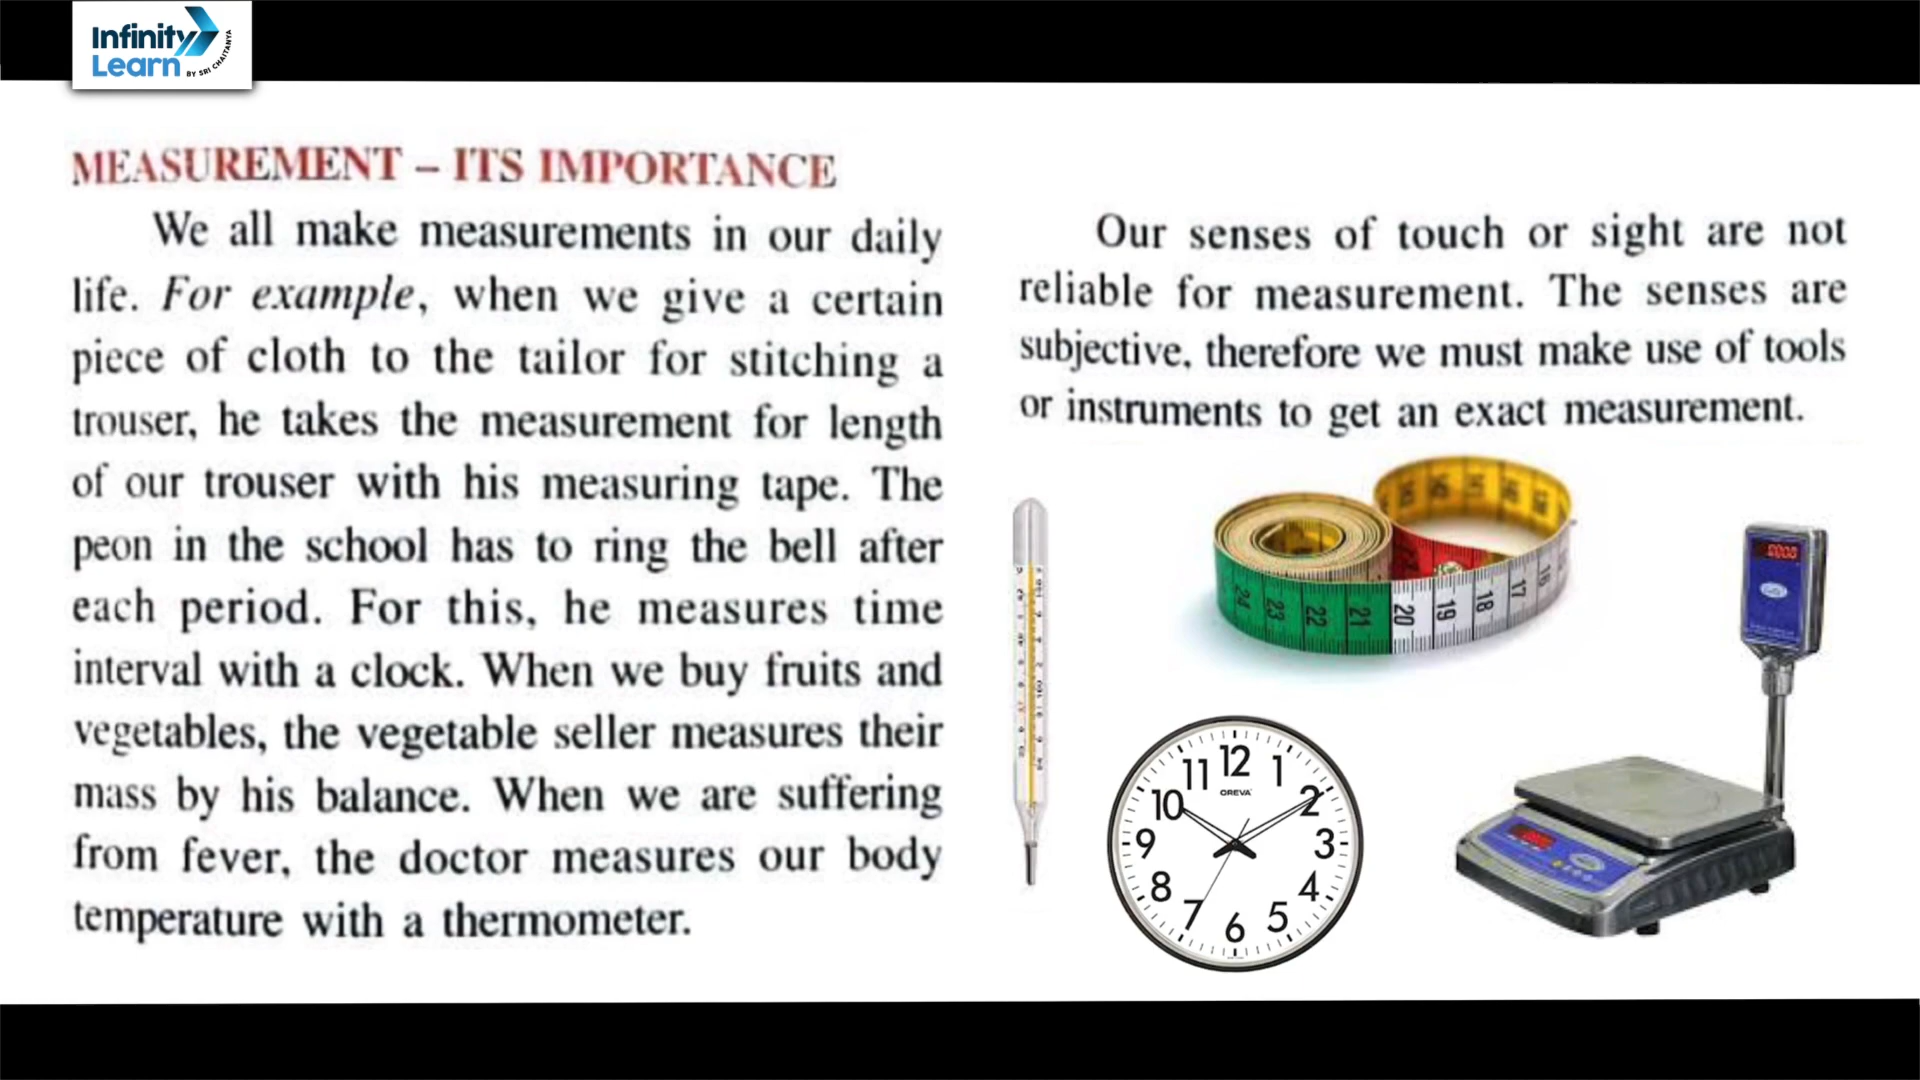 Infinity
Learn
BY SRI CHAITANYA
MEASUREMENT – ITS IMPORTANCE
We all make measurements in our daily
life. For example, when we give a certain
piece of cloth to the tailor for stitching a
trouser, he takes the measurement for length
of our trouser with his measuring tape. The
peon in the school has to ring the bell after
each period. For this, he measures time
interval with a clock. When we buy fruits and
vegetables, the vegetable seller measures their
mass by his balance. When we are suffering
from fever, the doctor measures our body
temperature with a thermometer.
Our senses of touch or sight are not
reliable for measurement. The senses are
subjective, therefore we must make use of tools
or instruments to get an exact measurement.
24 23 22 21 20 19 18 17 16
12
11 1
OREVA
10 2
9 3
8 4
7 5
6